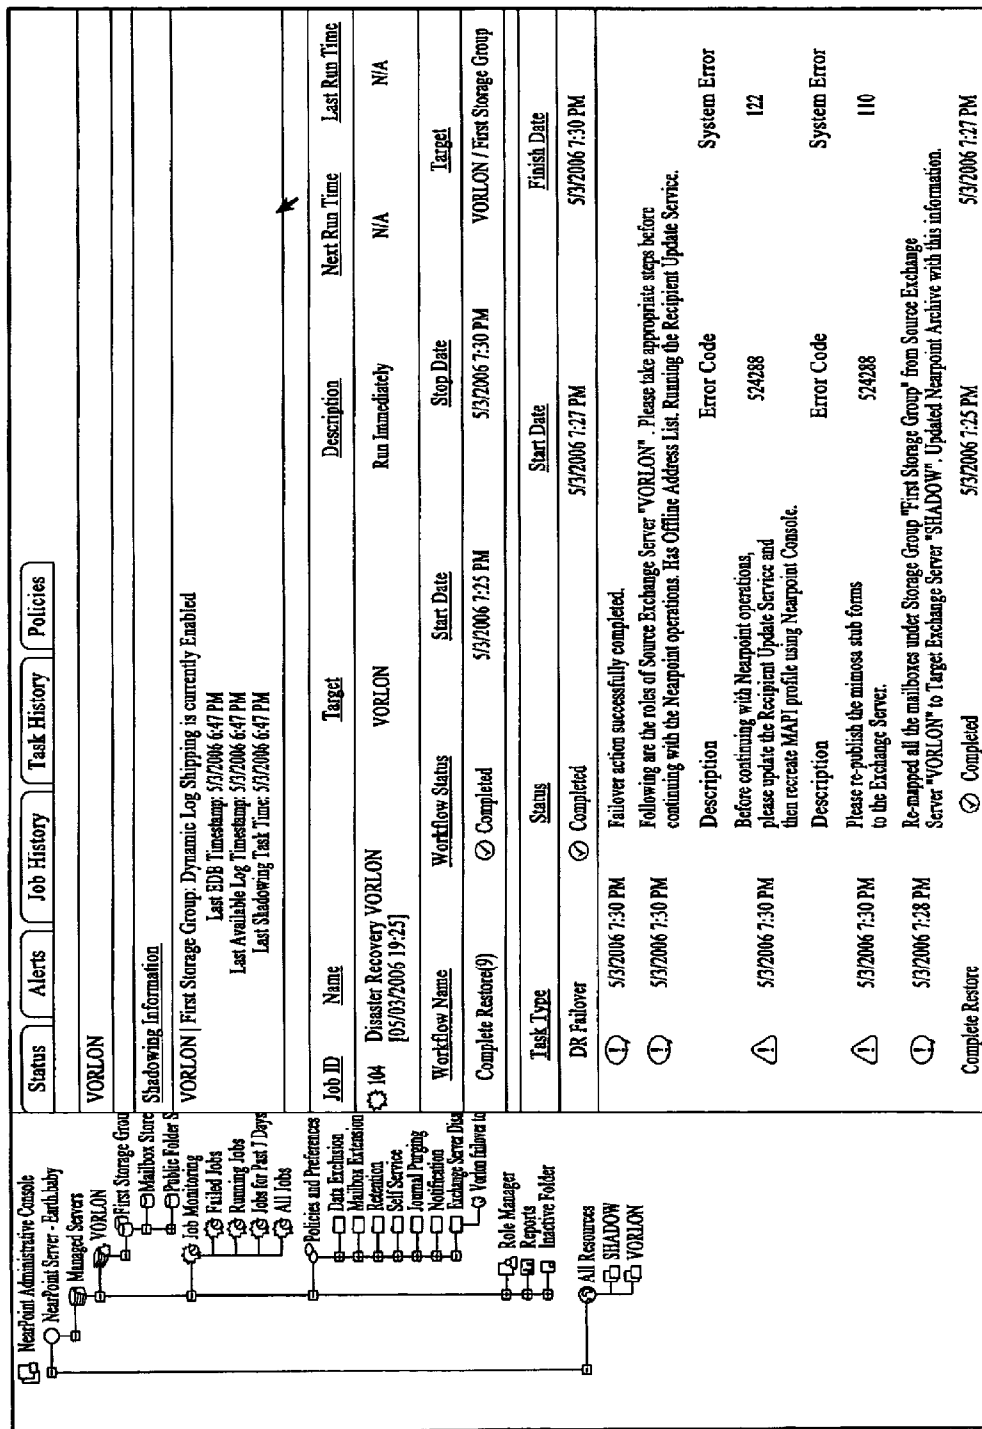 NearPoint Administrative Console
NearPoint Server - Earth.baby
Managed Servers
VORLON
First Storage Grou
Mailbox Store
Public Folder S
Job Monitoring
Failed Jobs
Running Jobs
Jobs for Past 7 Days
All Jobs
Policies and Preferences
Data Exclusion
Mailbox Extension
Retention
Self Service
Journal Purging
Notification
Exchange Server Disa
Vorlon failover to
Role Manager
Reports
Inactive Folder
All Resources
SHADOW
VORLON
Status Alerts Job History Task History Policies
VORLON
Shadowing Information
VORLON | First Storage Group: Dynamic Log Shipping is currently Enabled
Last EDB Timestamp: 5/3/2006 6:47 PM
Last Available Log Timestamp: 5/3/2006 6:47 PM
Last Shadowing Task Time: 5/3/2006 6:47 PM
Job ID Name Target Description Next Run Time Last Run Time
104 Disaster Recovery VORLON VORLON Run Immediately N/A N/A
[05/03/2006 19:25]
Workflow Name Workflow Status Start Date Stop Date Target
Complete Restore(9) Completed 5/3/2006 7:25 PM 5/3/2006 7:30 PM VORLON / First Storage Group
Task Type Status Start Date Finish Date
DR Failover Completed 5/3/2006 7:27 PM 5/3/2006 7:30 PM
5/3/2006 7:30 PM Failover action successfully completed.
5/3/2006 7:30 PM Following are the roles of Source Exchange Server "VORLON" . Please take appropriate steps before
continuing with the Nearpoint operations. Has Offline Address List. Running the Recipient Update Service.
Description Error Code System Error
5/3/2006 7:30 PM Before continuing with Nearpoint operations, 524288 122
please update the Recipient Update Service and
then recreate MAPI profile using Nearpoint Console.
Description Error Code System Error
5/3/2006 7:30 PM Please re-publish the mimosa stub forms 524288 110
to the Exchange Server.
5/3/2006 7:28 PM Re-mapped all the mailboxes under Storage Group "First Storage Group" from Source Exchange
Server "VORLON" to Target Exchange Server "SHADOW". Updated Nearpoint Archive with this information.
Complete Restore Completed 5/3/2006 7:25 PM 5/3/2006 7:27 PM